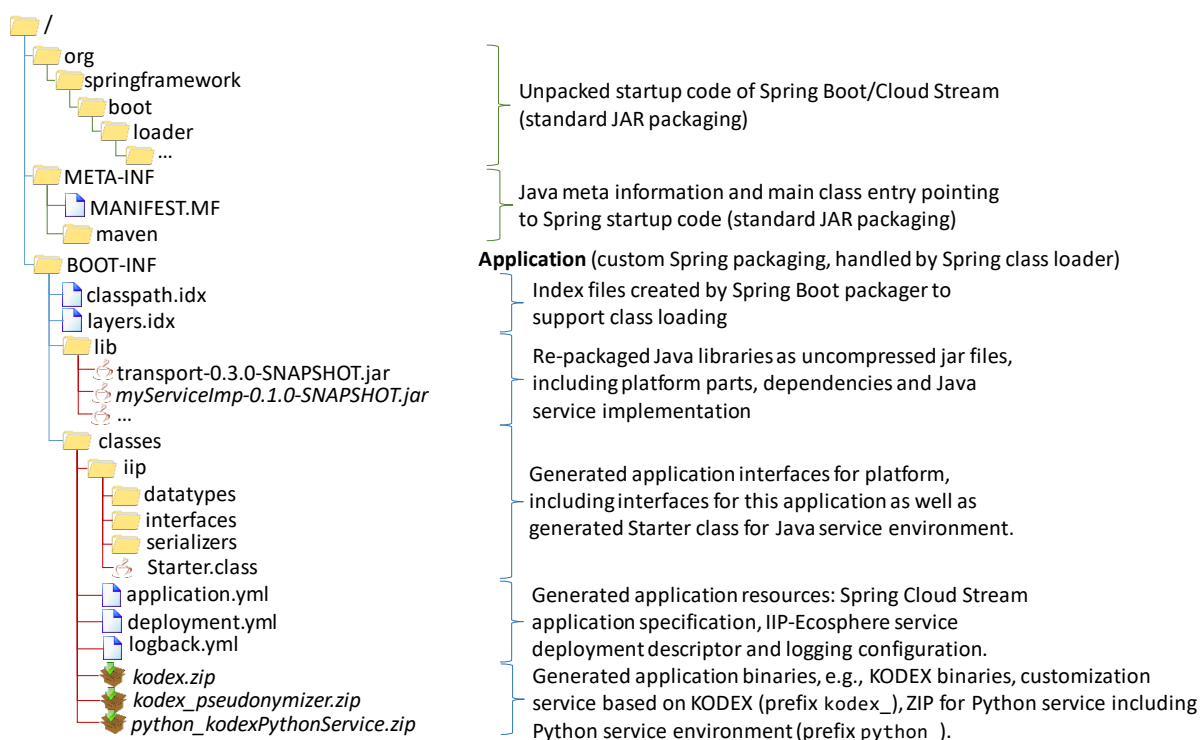 /
org
springframework
boot
loader
...
Unpacked startup code of Spring Boot/Cloud Stream
(standard JAR packaging)
META-INF
MANIFEST.MF
maven
Java meta information and main class entry pointing
to Spring startup code (standard JAR packaging)
BOOT-INF
Application (custom Spring packaging, handled by Spring class loader)
classpath.idx
layers.idx
Index files created by Spring Boot packager to
support class loading
lib
transport-0.3.0-SNAPSHOT.jar
myServiceImp-0.1.0-SNAPSHOT.jar
...
Re-packaged Java libraries as uncompressed jar files,
including platform parts, dependencies and Java
service implementation
classes
iip
datatypes
interfaces
serializers
Starter.class
Generated application interfaces for platform,
including interfaces for this application as well as
generated Starter class for Java service environment.
application.yml
deployment.yml
logback.yml
Generated application resources: Spring Cloud Stream
application specification, IIP-Ecosphere service
deployment descriptor and logging configuration.
kodex.zip
kodex_pseudonymizer.zip
python_kodexPythonService.zip
Generated application binaries, e.g., KODEX binaries, customization
service based on KODEX (prefix kodex_), ZIP for Python service including
Python service environment (prefix python_).